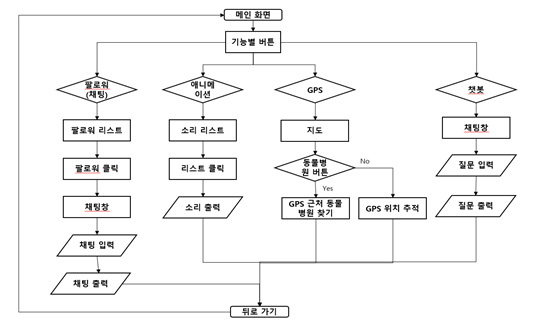 메인 화면
기능별 버튼
팔로워
(채팅)
애니메
이션
GPS
챗봇
팔로워 리스트
소리 리스트
지도
채팅창
팔로워 클릭
리스트 클릭
동물병
원 버튼
No
질문 입력
Yes
채팅창
소리 출력
GPS 근처 동물
병원 찾기
GPS 위치 추적
질문 출력
채팅 입력
채팅 출력
뒤로 가기